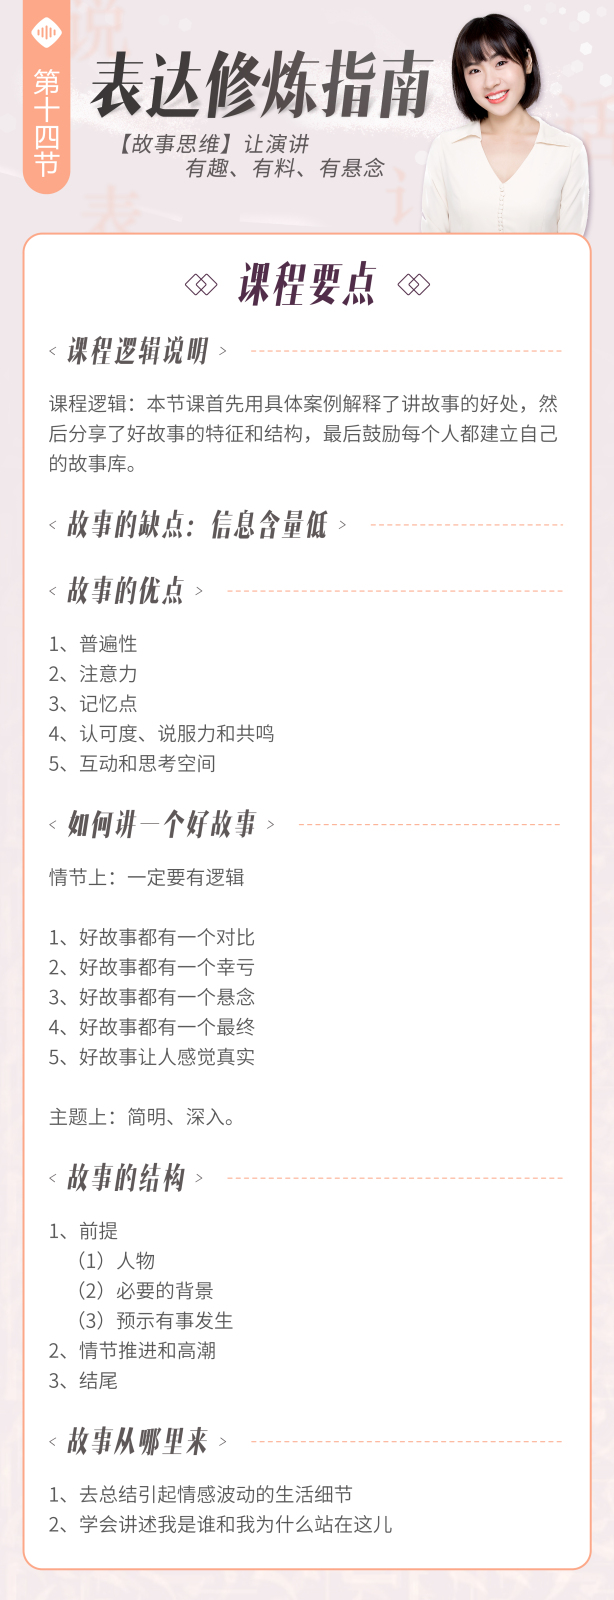 第十四节
表达修炼指南
【故事思维】让演讲
有趣、有料、有悬念
课程要点
< 课程逻辑说明 >
课程逻辑：本节课首先用具体案例解释了讲故事的好处，然
后分享了好故事的特征和结构，最后鼓励每个人都建立自己
的故事库。
< 故事的缺点：信息含量低 >
< 故事的优点 >
1、普遍性
2、注意力
3、记忆点
4、认可度、说服力和共鸣
5、互动和思考空间
< 如何讲一个好故事 >
情节上：一定要有逻辑
1、好故事都有一个对比
2、好故事都有一个幸亏
3、好故事都有一个悬念
4、好故事都有一个最终
5、好故事让人感觉真实
主题上：简明、深入。
< 故事的结构 >
1、前提
（1）人物
（2）必要的背景
（3）预示有事发生
2、情节推进和高潮
3、结尾
< 故事从哪里来 >
1、去总结引起情感波动的生活细节
2、学会讲述我是谁和我为什么站在这儿